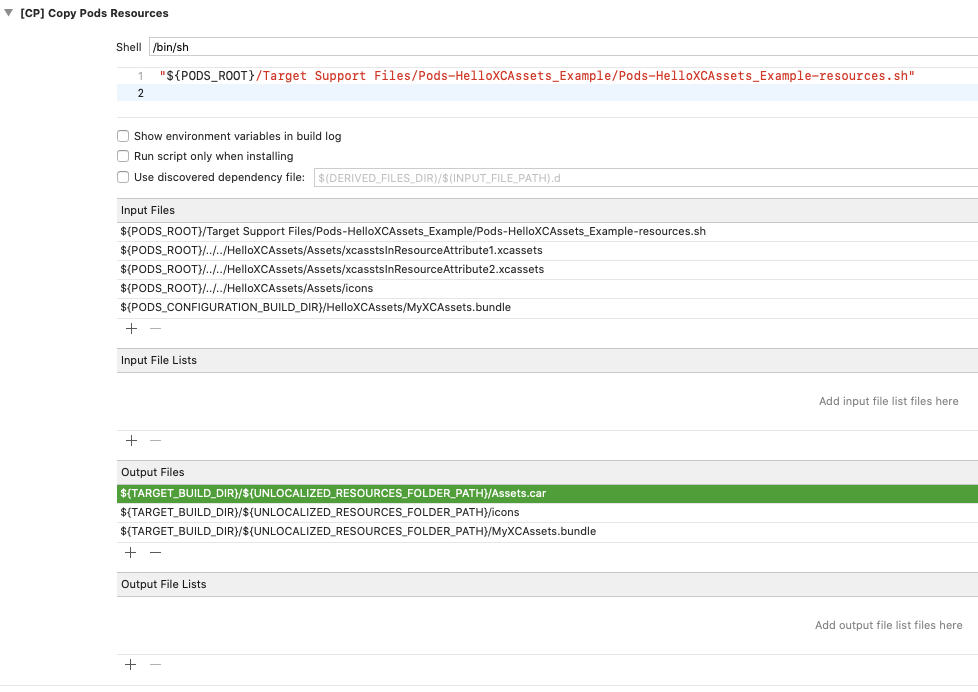 [CP] Copy Pods Resources
Shell /bin/sh
1 "${PODS_ROOT}/Target Support Files/Pods-HelloXCAssets_Example/Pods-HelloXCAssets_Example-resources.sh"
2
Show environment variables in build log
Run script only when installing
Use discovered dependency file: $(DERIVED_FILES_DIR)/$(INPUT_FILE_PATH).d
Input Files
${PODS_ROOT}/Target Support Files/Pods-HelloXCAssets_Example/Pods-HelloXCAssets_Example-resources.sh
${PODS_ROOT}/../../HelloXCAssets/Assets/xcasstsInResourceAttribute1.xcassets
${PODS_ROOT}/../../HelloXCAssets/Assets/xcasstsInResourceAttribute2.xcassets
${PODS_ROOT}/../../HelloXCAssets/Assets/icons
${PODS_CONFIGURATION_BUILD_DIR}/HelloXCAssets/MyXCAssets.bundle
Input File Lists
Add input file list files here
Output Files
${TARGET_BUILD_DIR}/${UNLOCALIZED_RESOURCES_FOLDER_PATH}/Assets.car
${TARGET_BUILD_DIR}/${UNLOCALIZED_RESOURCES_FOLDER_PATH}/icons
${TARGET_BUILD_DIR}/${UNLOCALIZED_RESOURCES_FOLDER_PATH}/MyXCAssets.bundle
Output File Lists
Add output file list files here